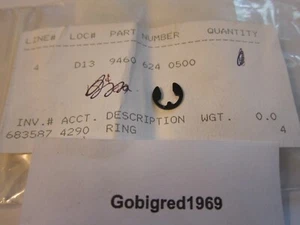 LINE# LOC# PART NUMBER QUANTITY
4 D13 9460 624 0500
INV.# ACCT. DESCRIPTION WGT. 0.0
683587 4290 RING 4
Gobigred1969